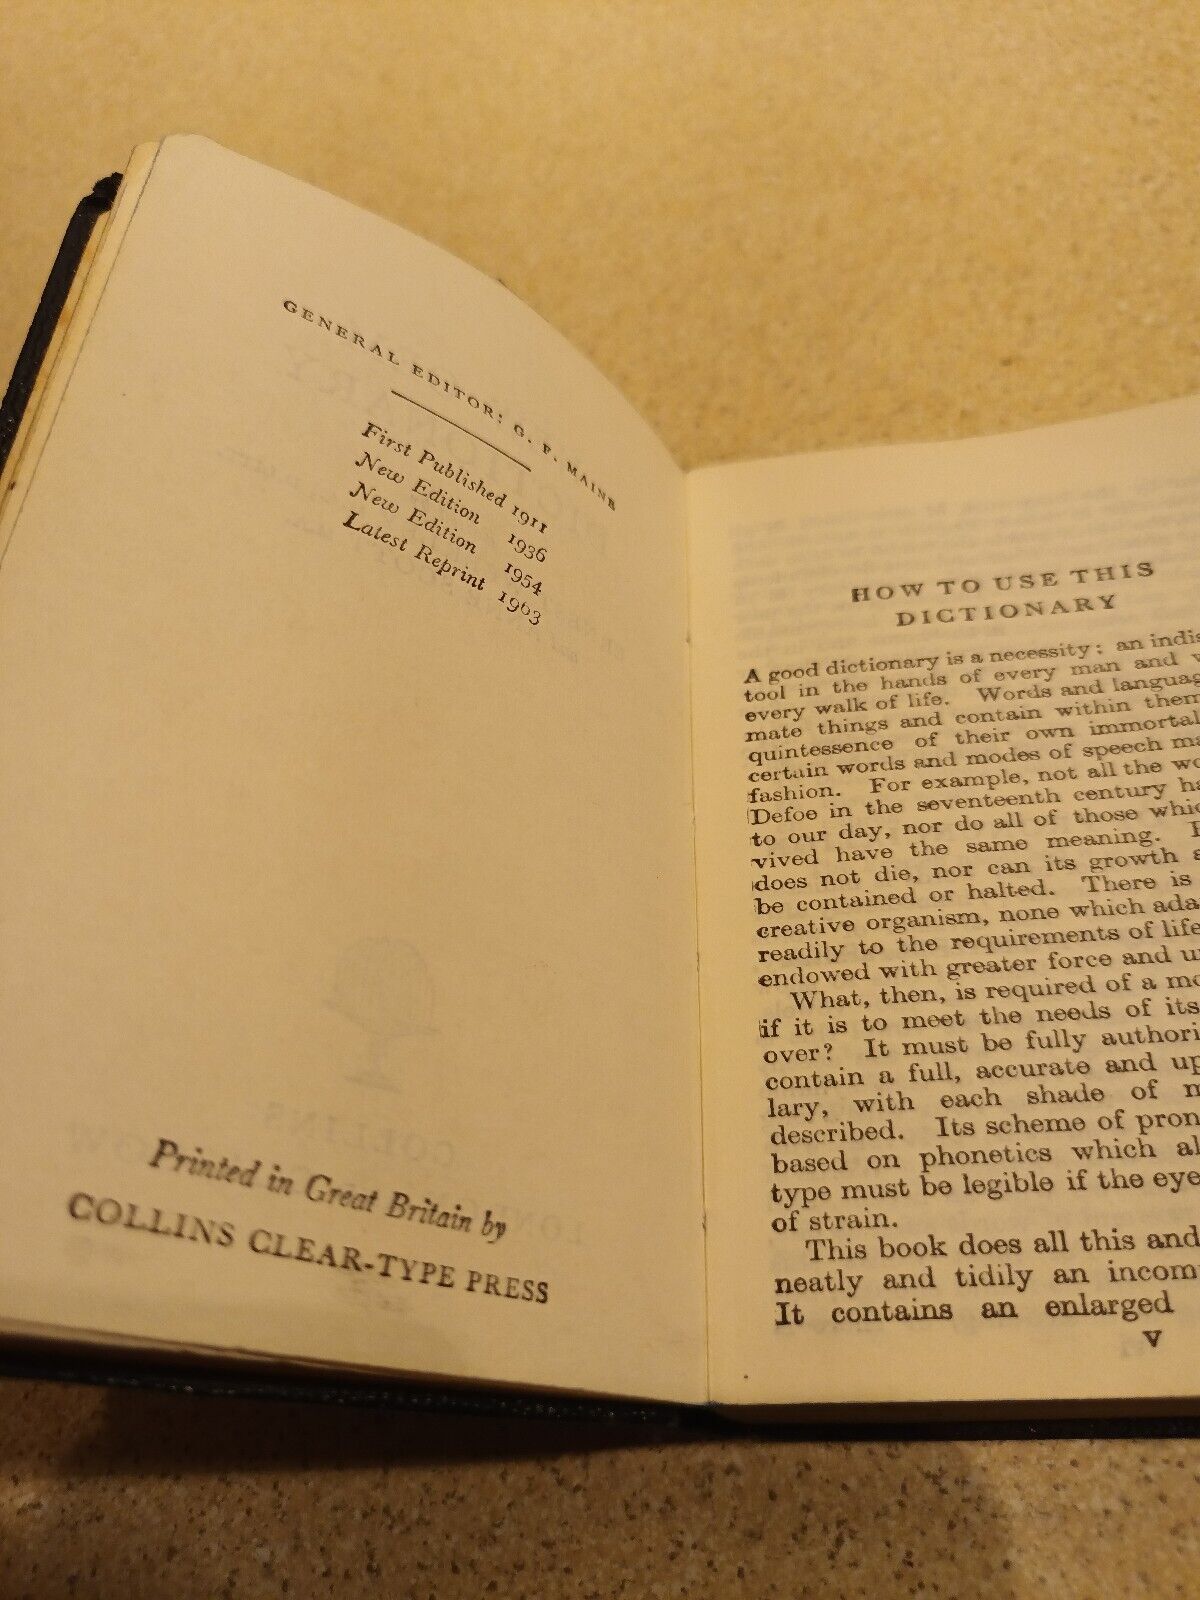 GENERAL EDITOR: G. F. MAINE
First Published 1911
New Edition 1936
New Edition 1954
Latest Reprint 1963
Printed in Great Britain by
COLLINS CLEAR-TYPE PRESS
HOW TO USE THIS
DICTIONARY
A good dictionary is a necessity: an indis
tool in the hands of every man and
every walk of life. Words and languag
mate things and contain within them
quintessence of their own immortal
certain words and modes of speech ma
fashion. For example, not all the wo
Defoe in the seventeenth century ha
to our day, nor do all of those whic
vived have the same meaning.
does not die, nor can its growth a
be contained or halted. There is
creative organism, none which ada
readily to the requirements of life
endowed with greater force and u
What, then, is required of a mo
if it is to meet the needs of its
over? It must be fully authori
contain a full, accurate and up
lary, with each shade of m
described. Its scheme of pron
based on phonetics which al
type must be legible if the eye
of strain.
This book does all this and
neatly and tidily an incom
It contains an enlarged
V